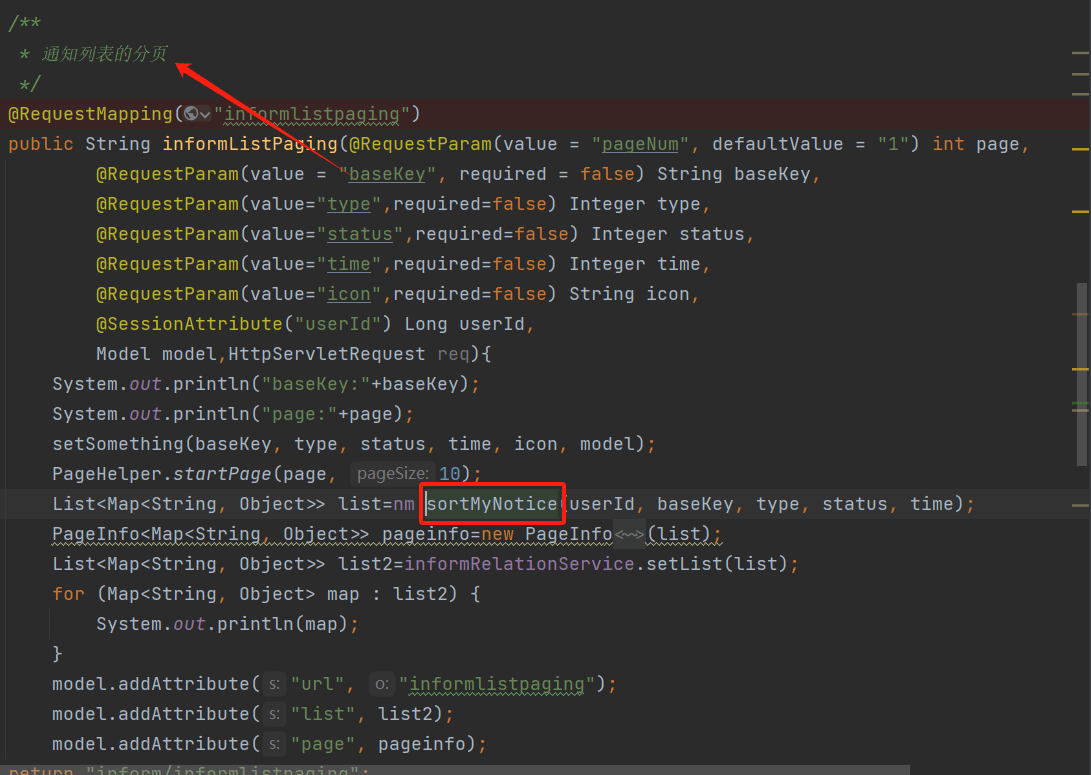 /**
* 通知列表的分页
*/
@RequestMapping("informlistpaging")
public String informListPaging(@RequestParam(value = "pageNum", defaultValue = "1") int page,
@RequestParam(value = "baseKey", required = false) String baseKey,
@RequestParam(value="type",required=false) Integer type,
@RequestParam(value="status",required=false) Integer status,
@RequestParam(value="time",required=false) Integer time,
@RequestParam(value="icon",required=false) String icon,
@SessionAttribute("userId") Long userId,
Model model,HttpServletRequest req){
System.out.println("baseKey:"+baseKey);
System.out.println("page:"+page);
setSomething(baseKey, type, status, time, icon, model);
PageHelper.startPage(page, pageSize: 10);
List<Map<String, Object>> list=nm sortMyNotice(userId, baseKey, type, status, time);
PageInfo<Map<String, Object>> pageinfo=new PageInfo<~>(list);
List<Map<String, Object>> list2=informRelationService.setList(list);
for (Map<String, Object> map : list2) {
System.out.println(map);
}
model.addAttribute( s: "url", o: "informlistpaging");
model.addAttribute( s: "list", list2);
model.addAttribute( s: "page", pageinfo);
return "inform/informlistpaging";